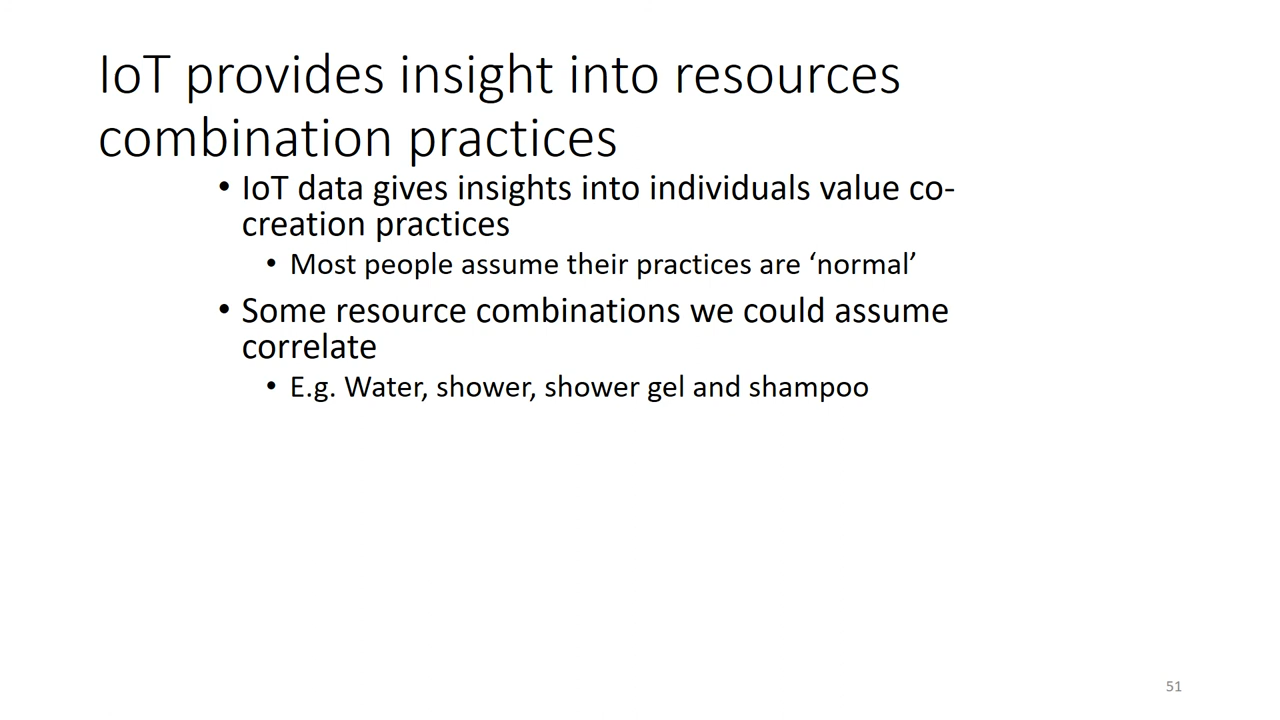 IoT provides insight into resources
combination practices
• IoT data gives insights into individuals value co-
creation practices
• Most people assume their practices are ‘normal’
• Some resource combinations we could assume
correlate
• E.g. Water, shower, shower gel and shampoo
51